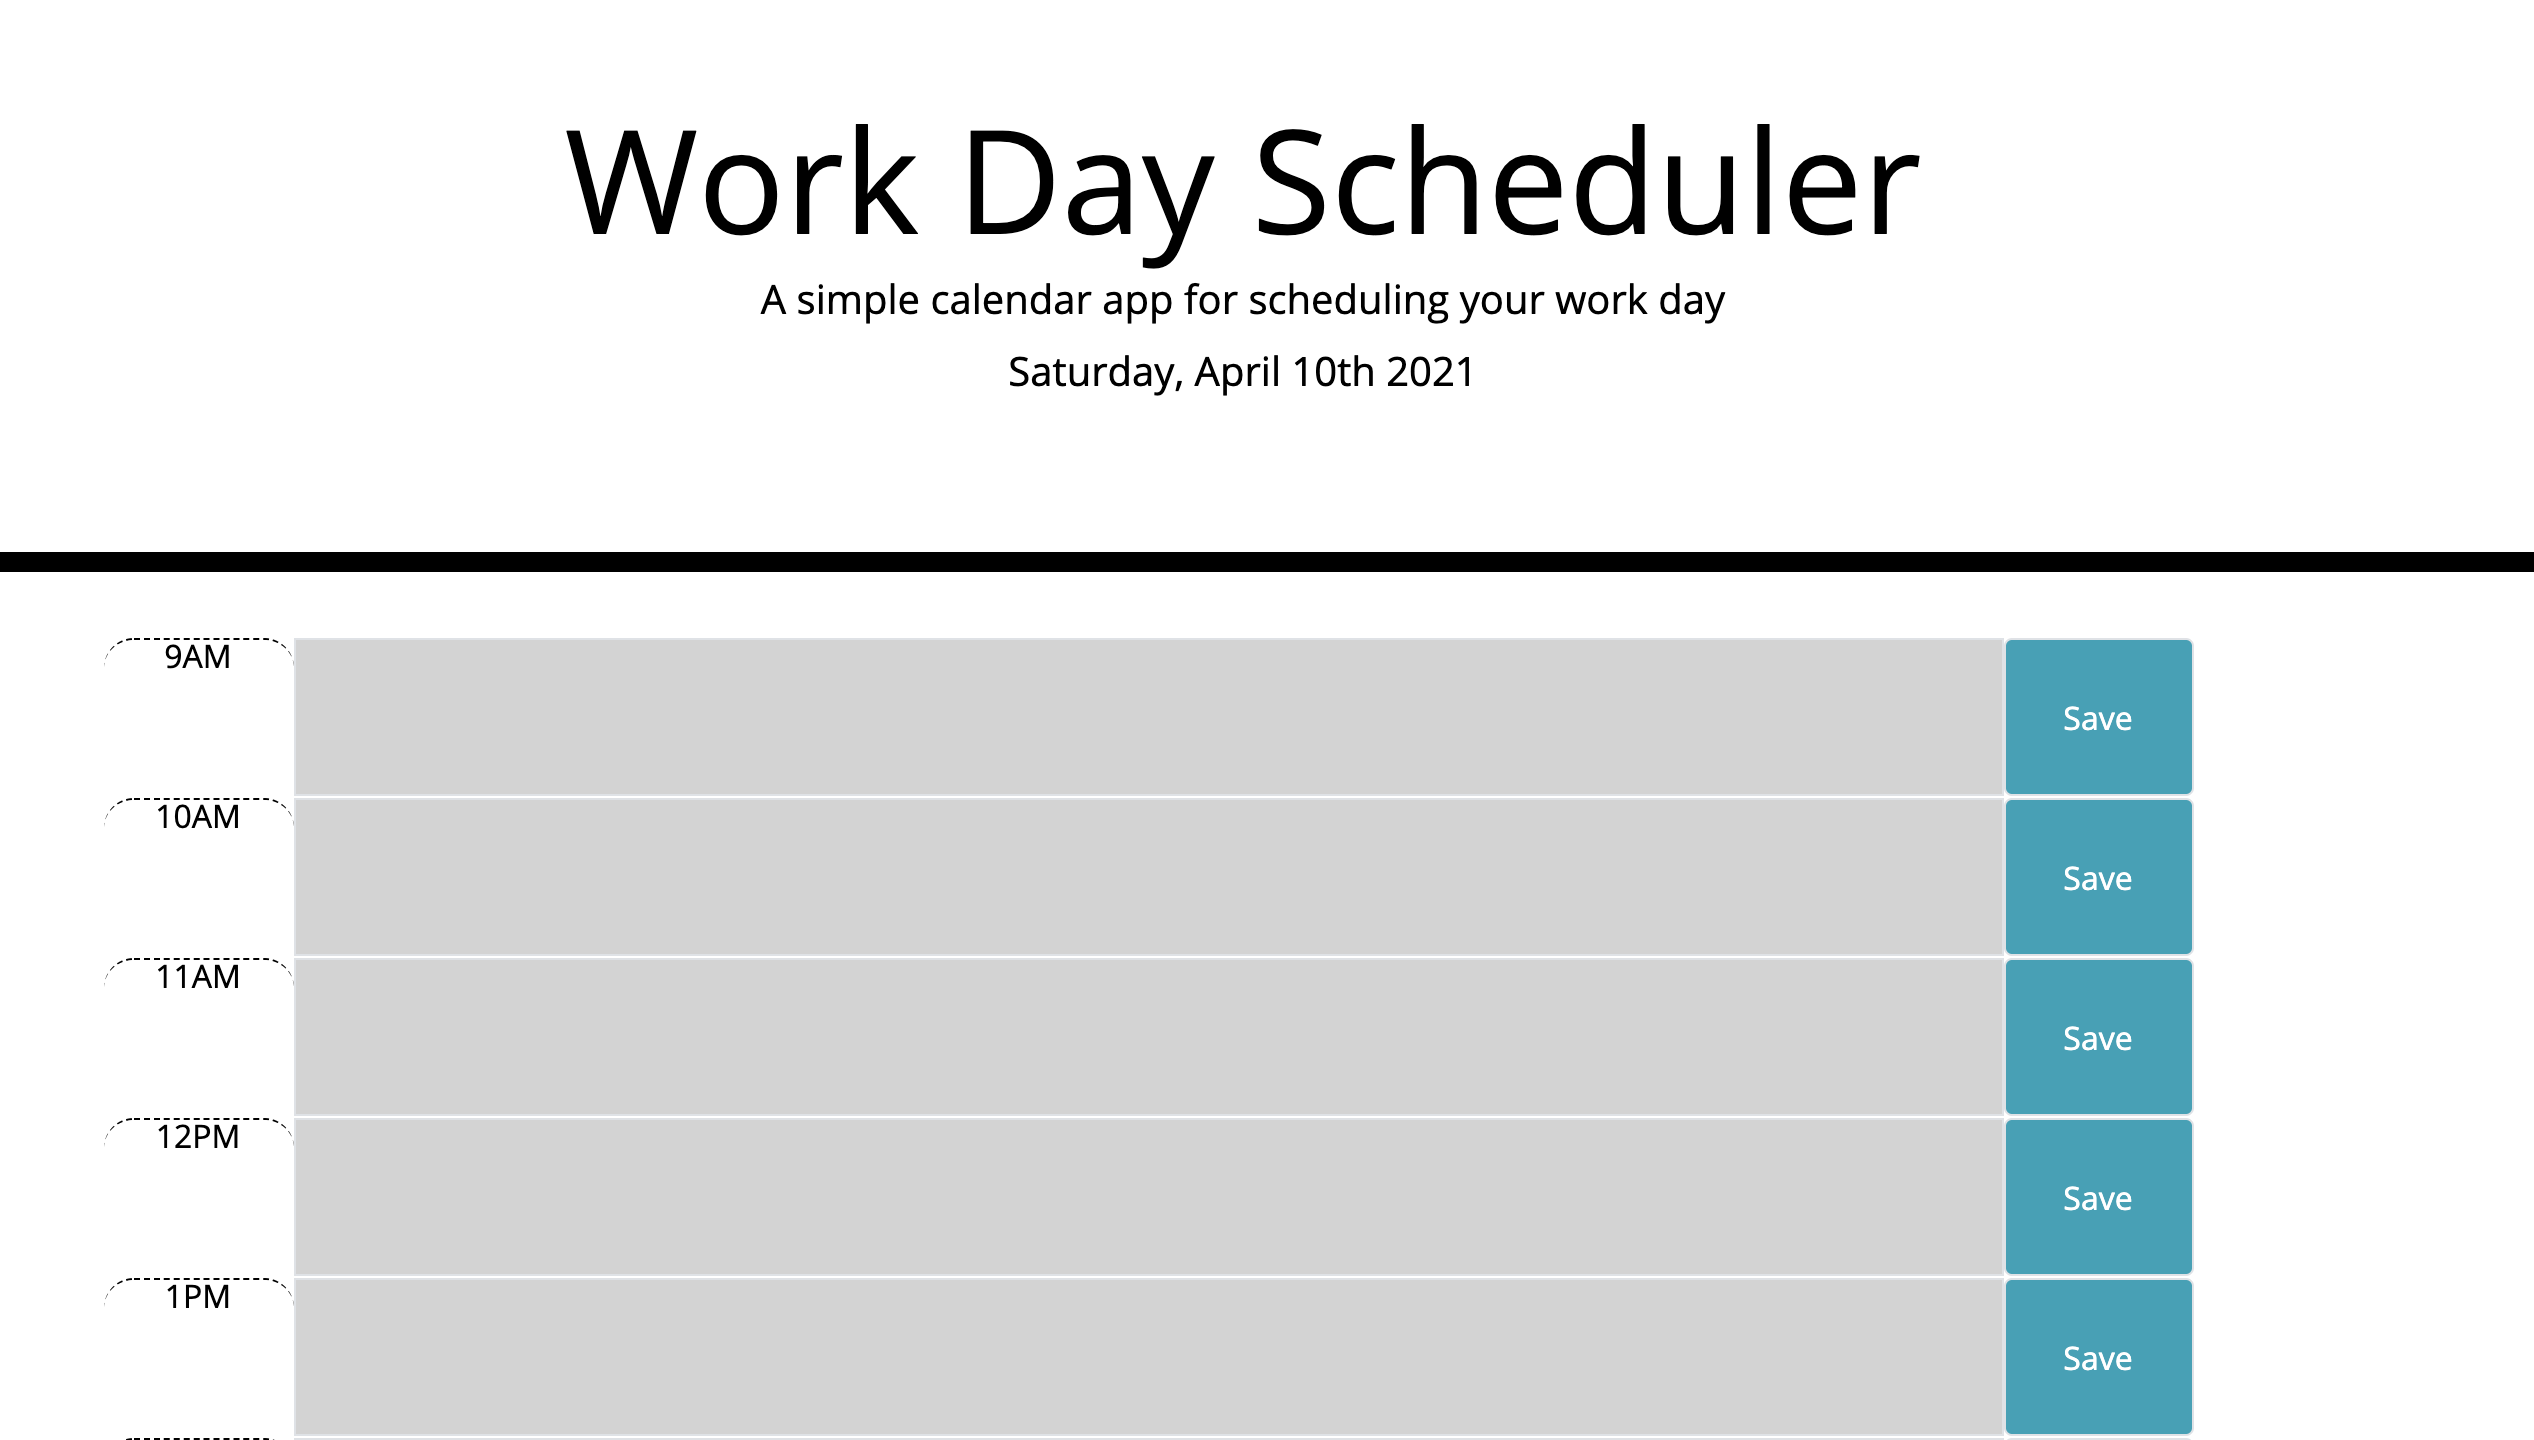 Work Day Scheduler
A simple calendar app for scheduling your work day
Saturday, April 10th 2021
9AM
Save
10AM
Save
11AM
Save
12PM
Save
1PM
Save